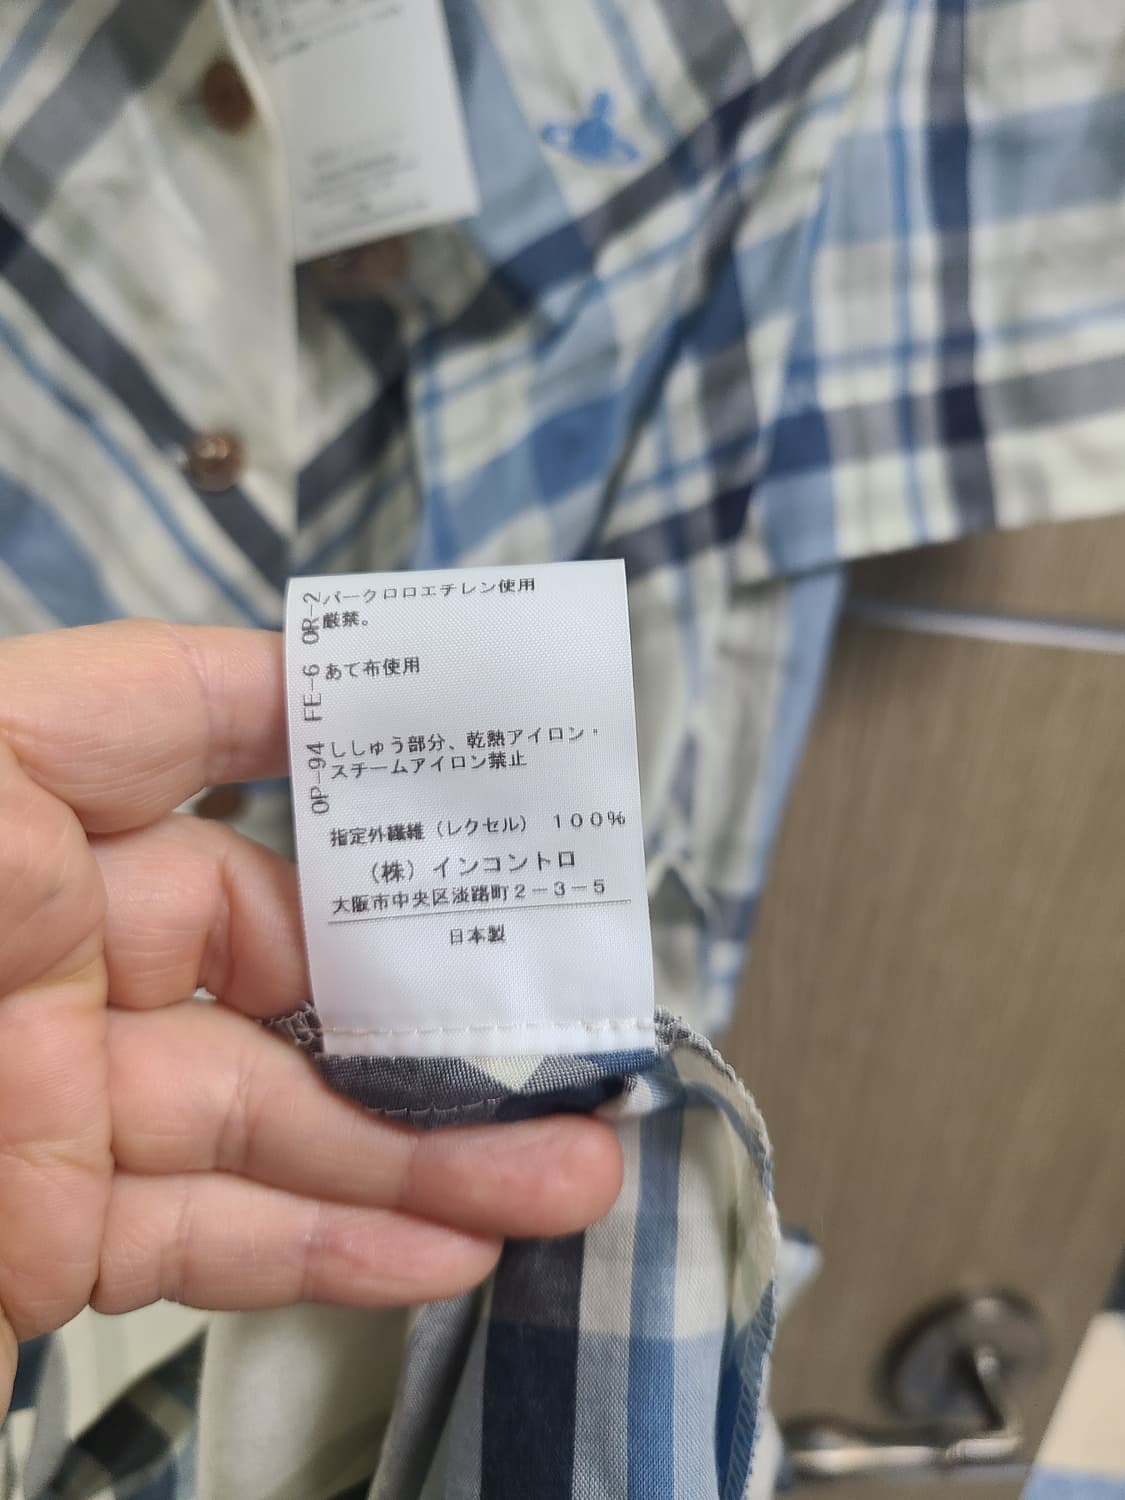 OR-2 パークロロエチレン使用
厳禁。
FE-6 あて布使用
OP-94 ししゅう部分、乾熱アイロン・
スチームアイロン禁止
指定外繊維（レクセル） １００％
（株）インコントロ
大阪市中央区淡路町２－３－５
日本製